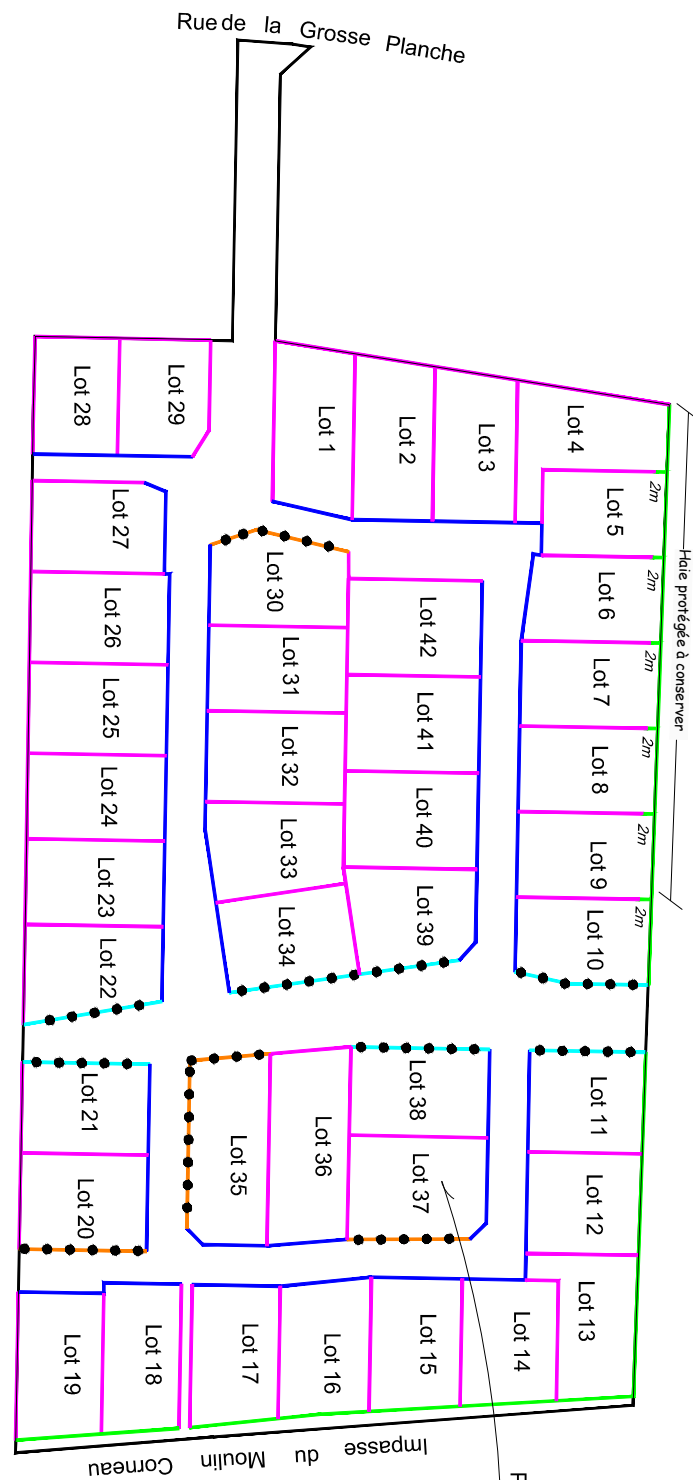 Rue de la Grosse Planche
Lot 28
Lot 29
Lot 1
Lot 2
Lot 3
Lot 4
Lot 5
2m
Lot 6
2m
Lot 7
2m
Lot 8
2m
Lot 9
2m
Lot 10
2m
Haie protégée à conserver
Lot 27
Lot 26
Lot 25
Lot 24
Lot 23
Lot 22
Lot 30
Lot 31
Lot 32
Lot 33
Lot 34
Lot 42
Lot 41
Lot 40
Lot 39
Lot 21
Lot 20
Lot 35
Lot 36
Lot 38
Lot 37
Lot 11
Lot 12
Lot 13
Lot 19
Lot 18
Lot 17
Lot 16
Lot 15
Lot 14
Impasse du Moulin Corneau